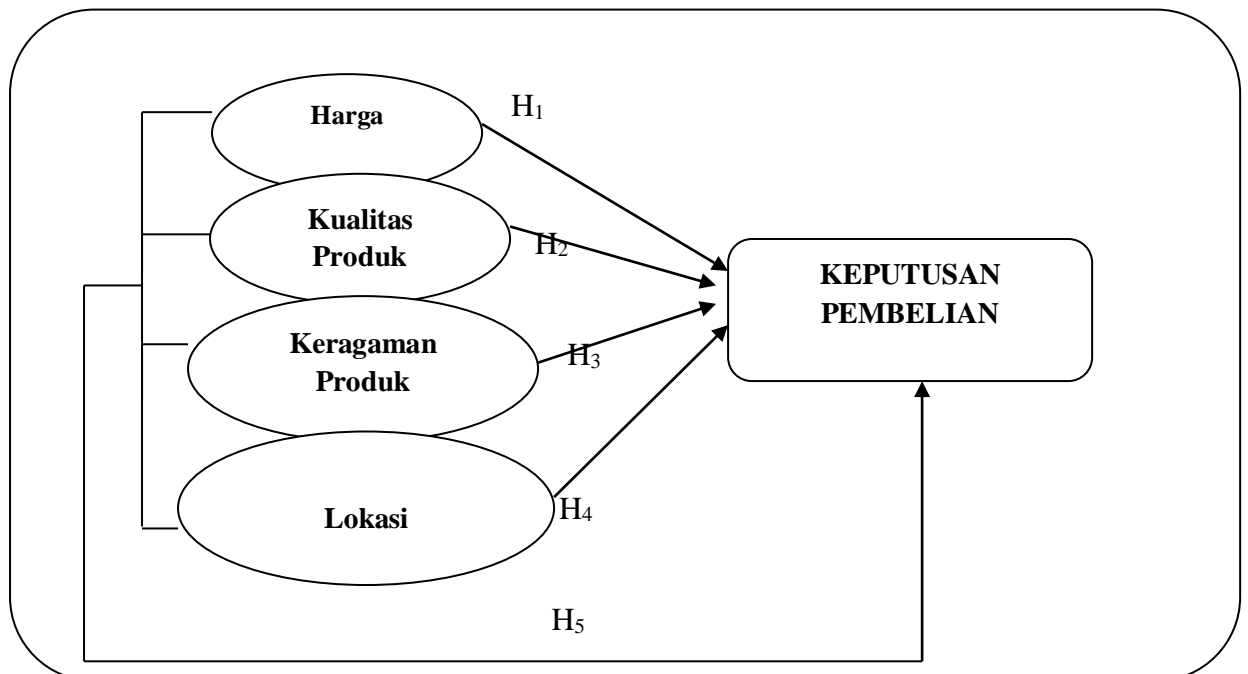 Harga
H₁
Kualitas
Produk
H₂
Keragaman
Produk
H₃
Lokasi
H₄
KEPUTUSAN
PEMBELIAN
H₅